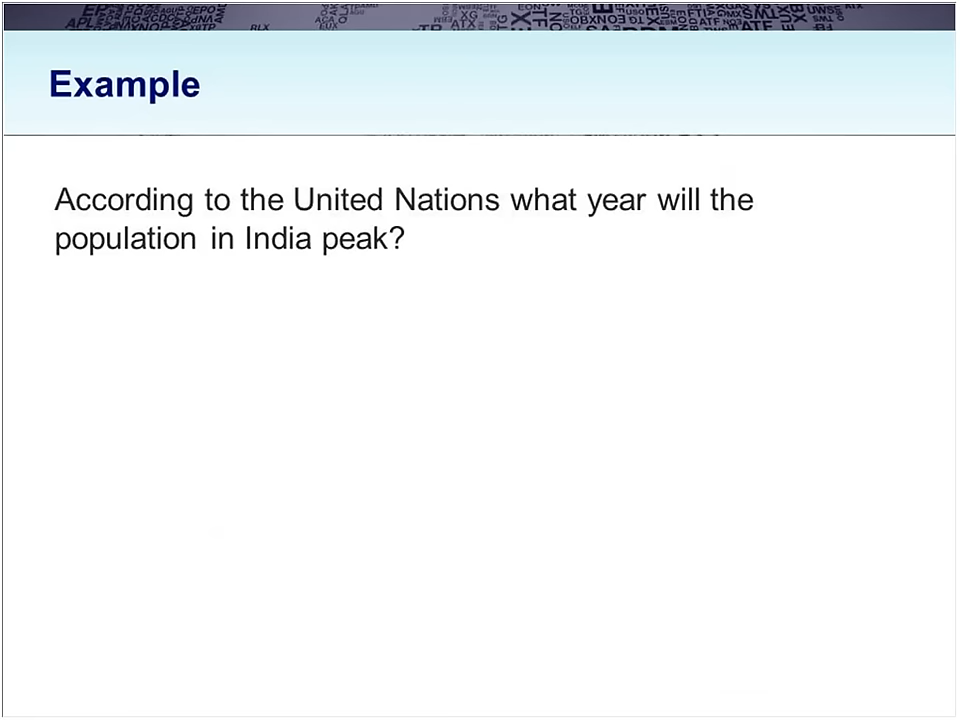 Example
According to the United Nations what year will the
population in India peak?